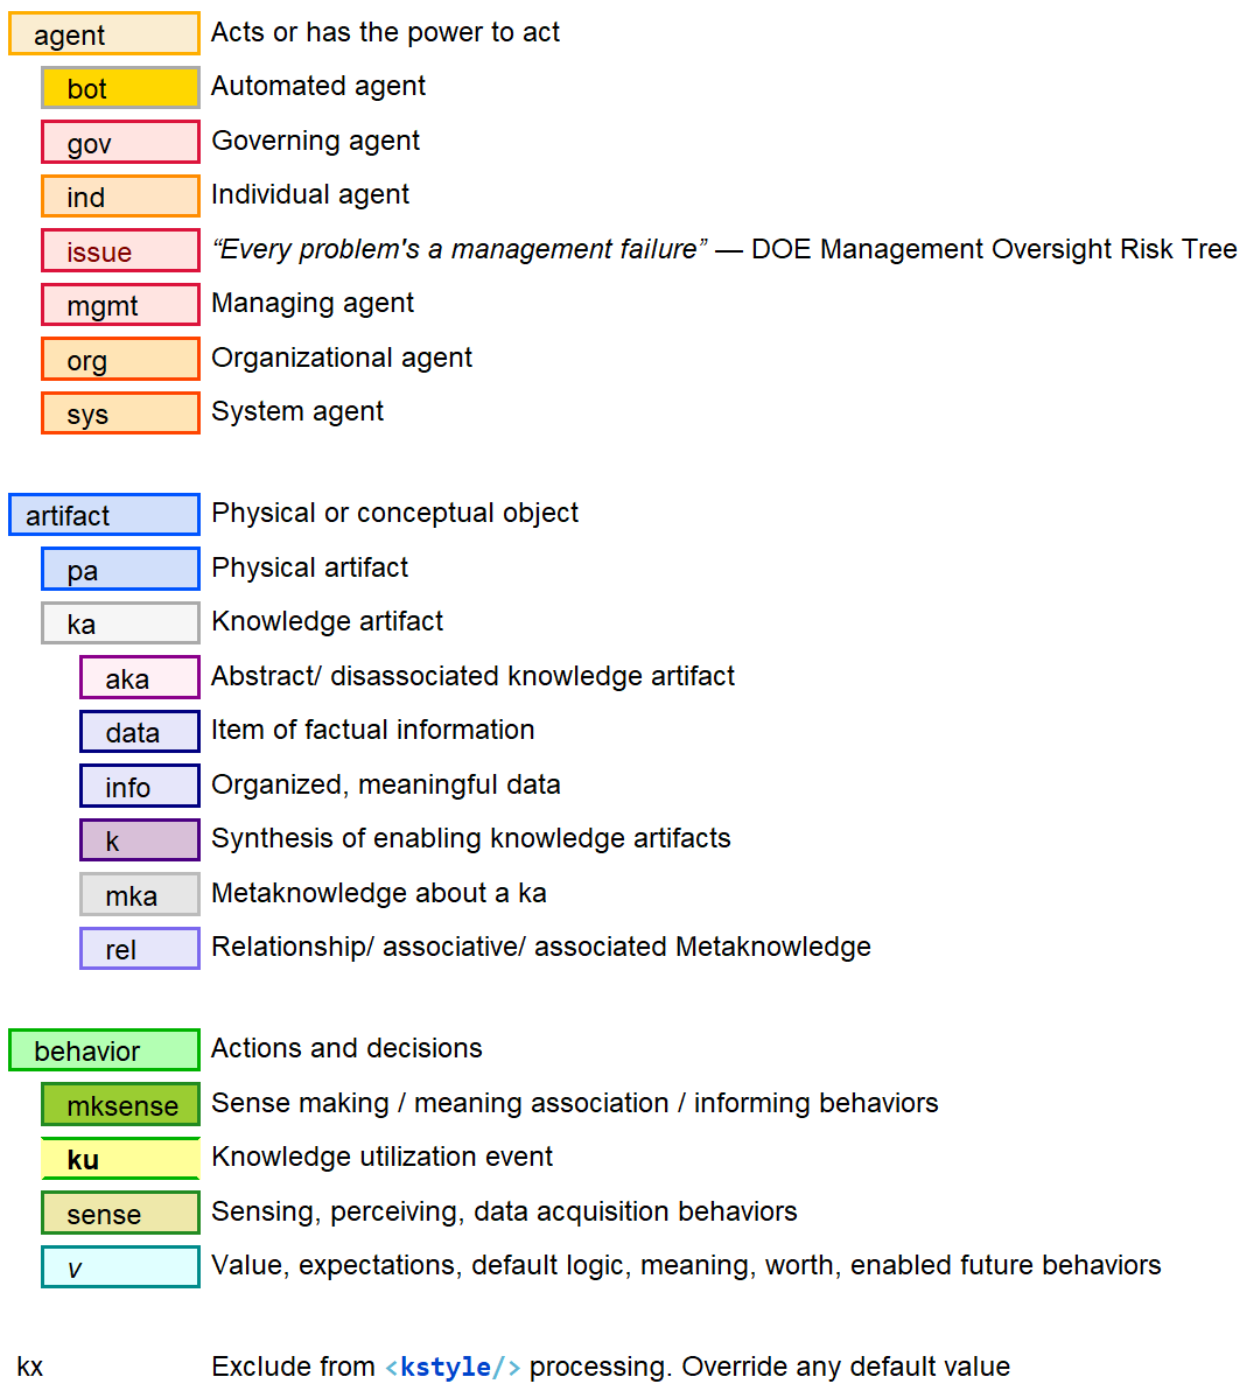 agent Acts or has the power to act
bot Automated agent
gov Governing agent
ind Individual agent
issue “Every problem's a management failure” — DOE Management Oversight Risk Tree
mgmt Managing agent
org Organizational agent
sys System agent
artifact Physical or conceptual object
pa Physical artifact
ka Knowledge artifact
aka Abstract/ disassociated knowledge artifact
data Item of factual information
info Organized, meaningful data
k Synthesis of enabling knowledge artifacts
mka Metaknowledge about a ka
rel Relationship/ associative/ associated Metaknowledge
behavior Actions and decisions
mksense Sense making / meaning association / informing behaviors
ku Knowledge utilization event
sense Sensing, perceiving, data acquisition behaviors
v Value, expectations, default logic, meaning, worth, enabled future behaviors
kx Exclude from <kstyle/> processing. Override any default value